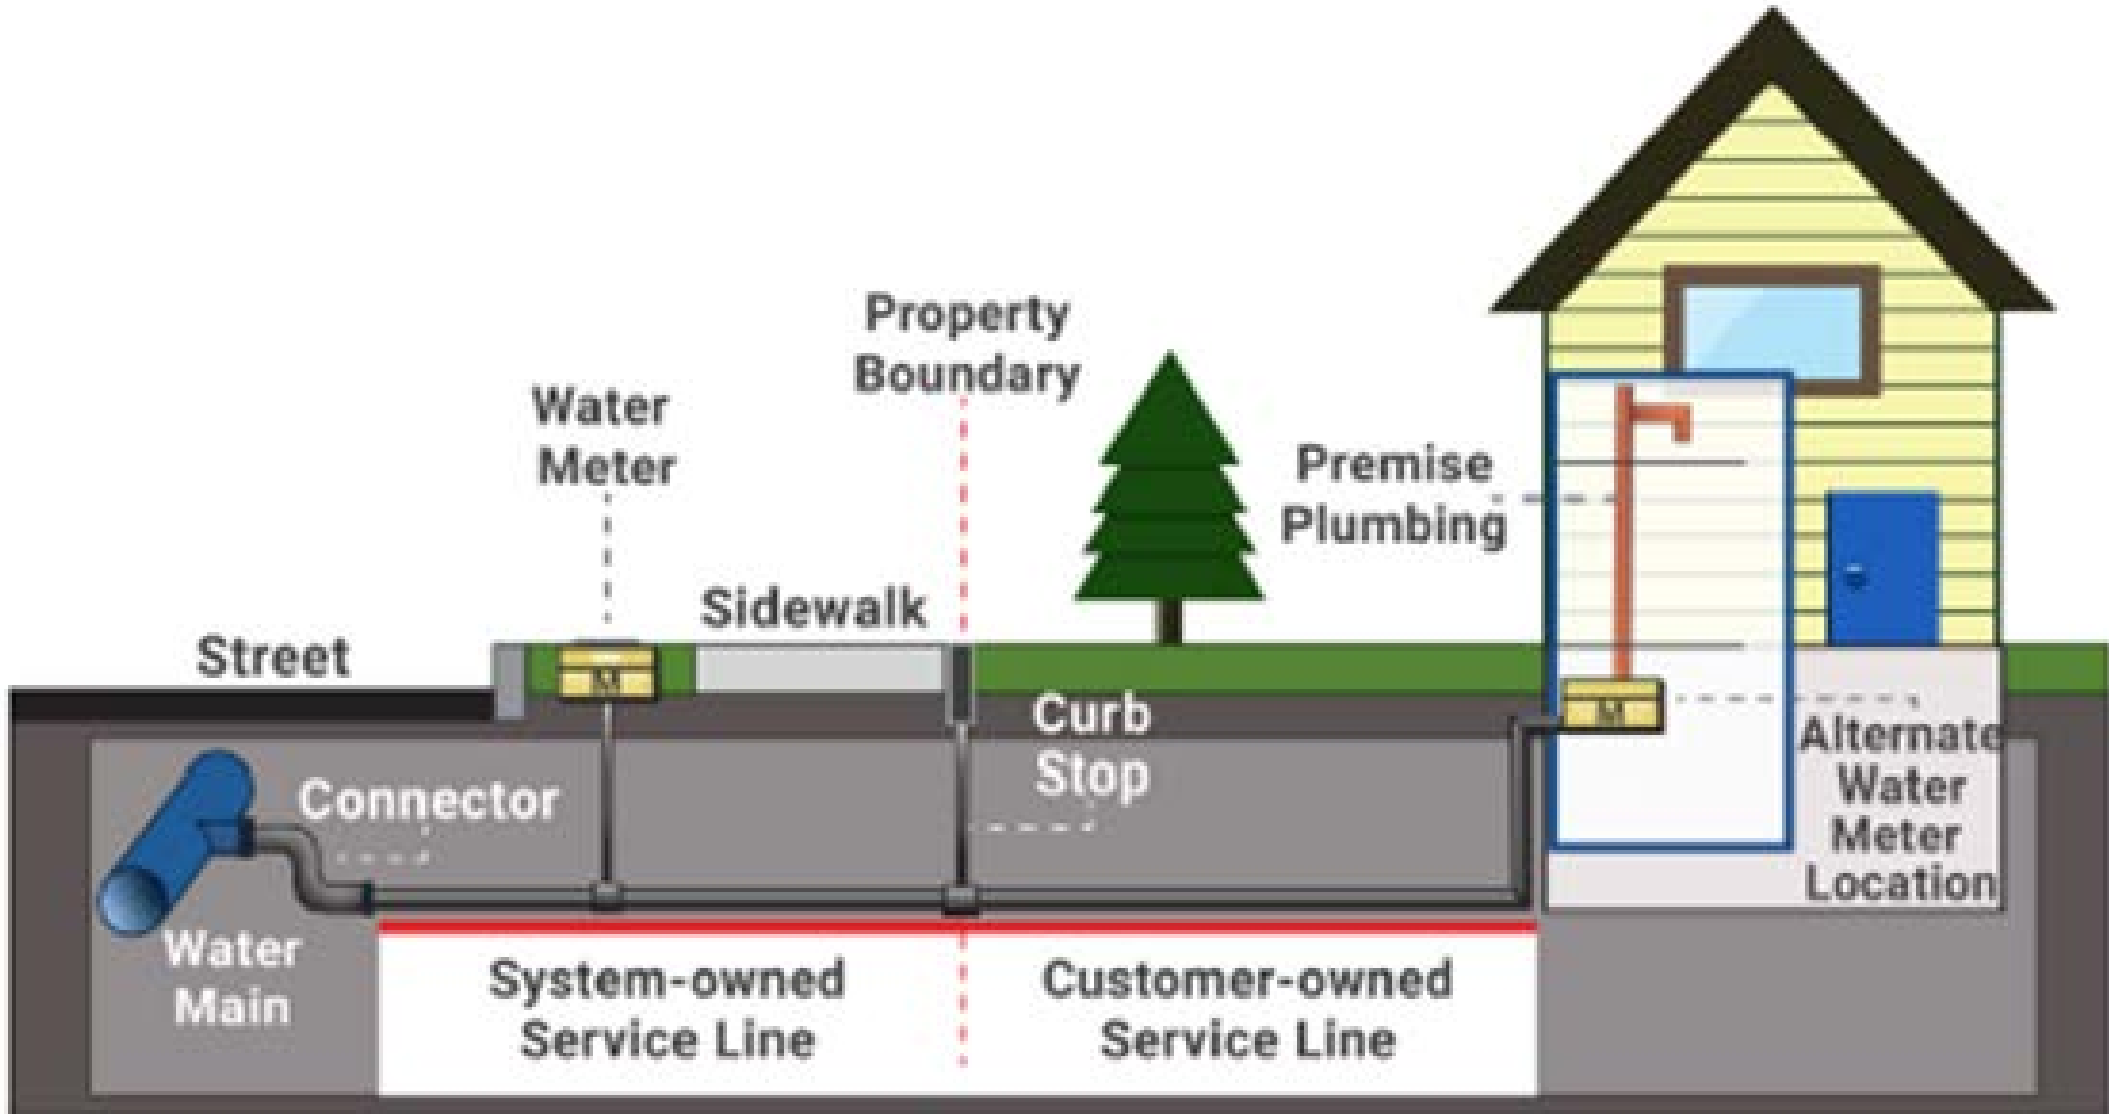 Property
Boundary
Water
Meter
Premise
Plumbing
Sidewalk
Street
M
Curb
Stop
M
Alternate
Water
Meter
Location
Connector
Water
Main
System-owned
Service Line
Customer-owned
Service Line